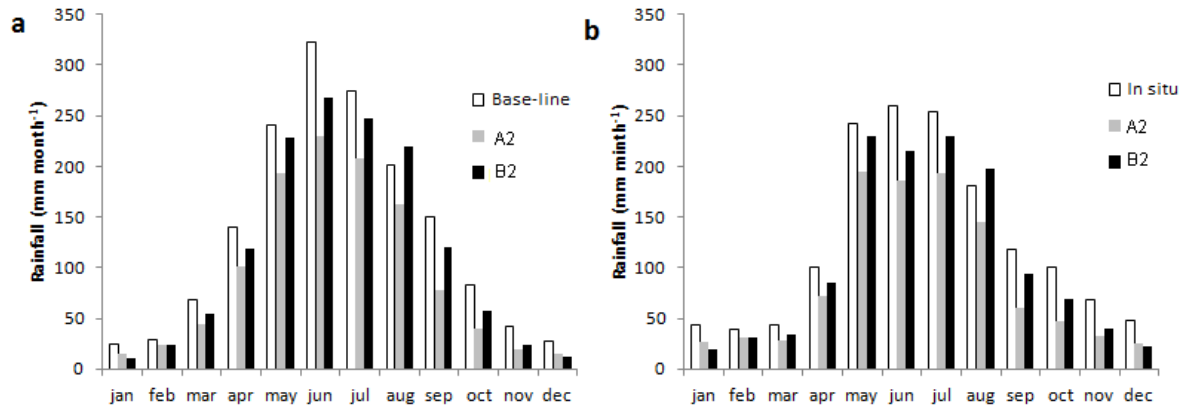 a
Rainfall (mm month⁻¹)
350
300
250
200
150
100
50
0
jan feb mar apr may jun jul aug sep oct nov dec
Base-line
A2
B2
b
Rainfall (mm minth⁻¹)
350
300
250
200
150
100
50
0
jan feb mar apr may jun jul aug sep oct nov dec
In situ
A2
B2